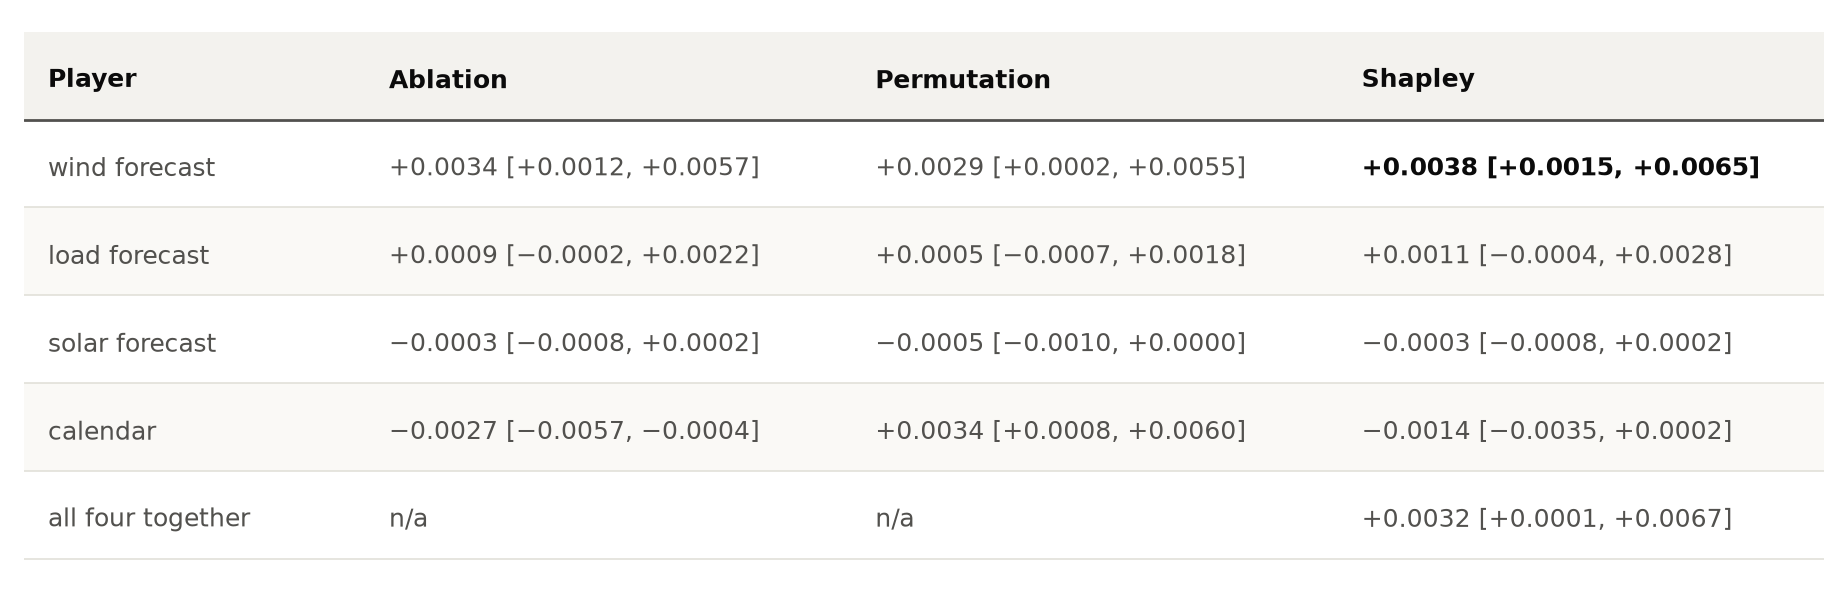 Player Ablation Permutation Shapley
wind forecast +0.0034 [+0.0012, +0.0057] +0.0029 [+0.0002, +0.0055] +0.0038 [+0.0015, +0.0065]
load forecast +0.0009 [−0.0002, +0.0022] +0.0005 [−0.0007, +0.0018] +0.0011 [−0.0004, +0.0028]
solar forecast −0.0003 [−0.0008, +0.0002] −0.0005 [−0.0010, +0.0000] −0.0003 [−0.0008, +0.0002]
calendar −0.0027 [−0.0057, −0.0004] +0.0034 [+0.0008, +0.0060] −0.0014 [−0.0035, +0.0002]
all four together n/a n/a +0.0032 [+0.0001, +0.0067]